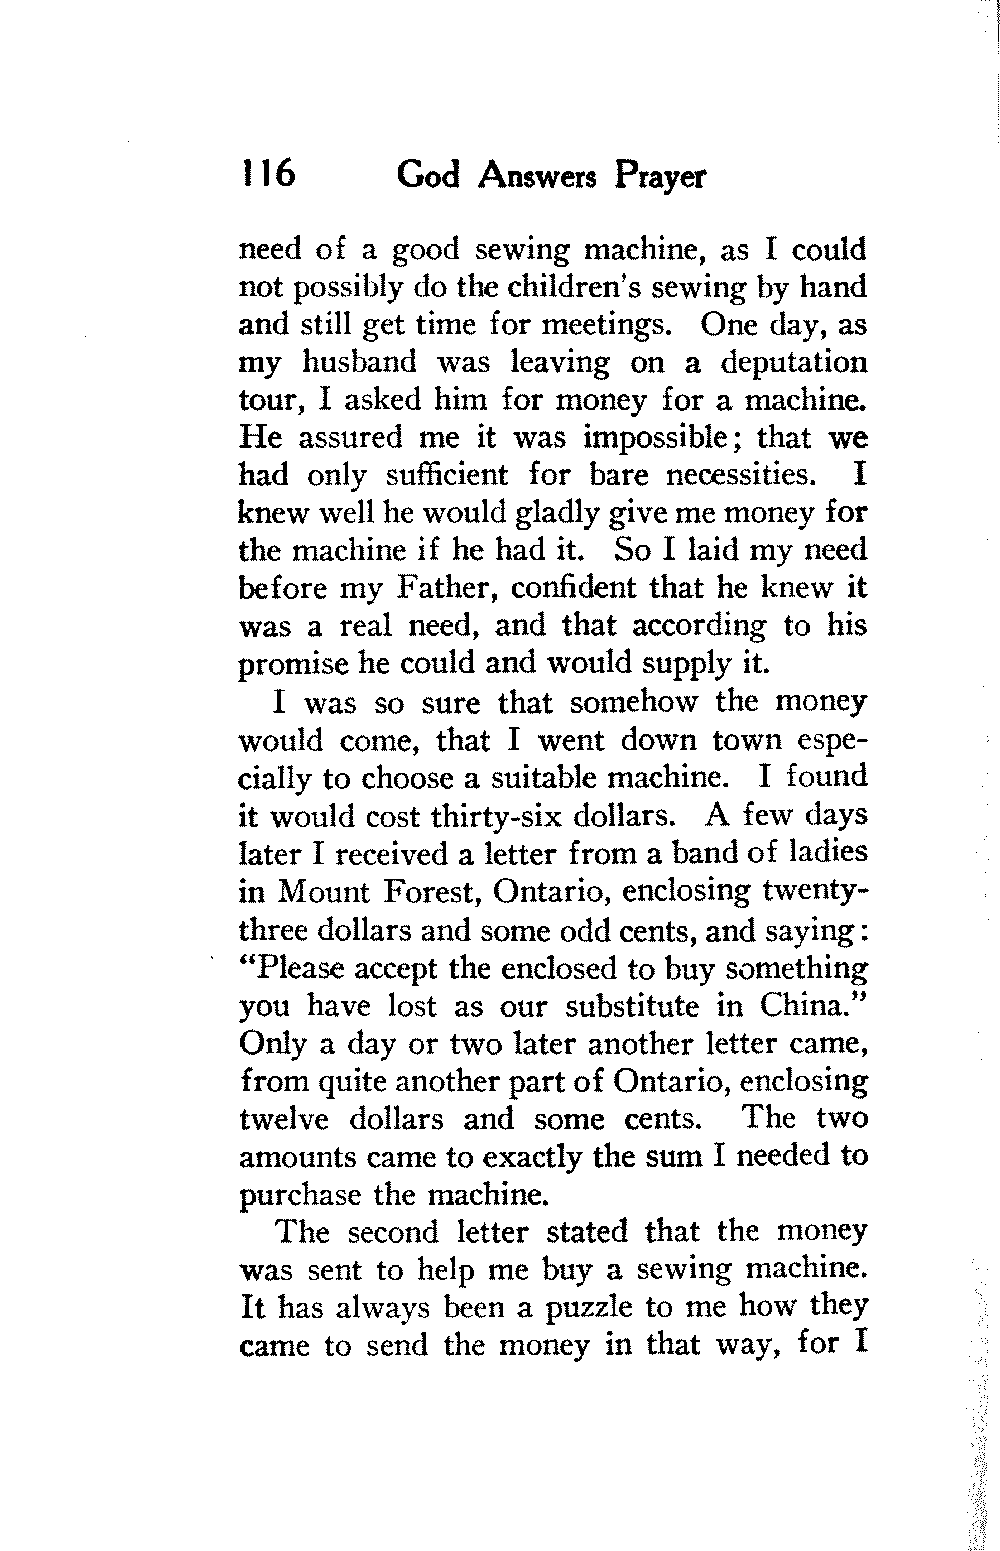 116 God Answers Prayer
need of a good sewing machine, as I could
not possibly do the children's sewing by hand
and still get time for meetings. One day, as
my husband was leaving on a deputation
tour, I asked him for money for a machine.
He assured me it was impossible; that we
had only sufficient for bare necessities. I
knew well he would gladly give me money for
the machine if he had it. So I laid my need
before my Father, confident that he knew it
was a real need, and that according to his
promise he could and would supply it.
I was so sure that somehow the money
would come, that I went down town espe-
cially to choose a suitable machine. I found
it would cost thirty-six dollars. A few days
later I received a letter from a band of ladies
in Mount Forest, Ontario, enclosing twenty-
three dollars and some odd cents, and saying:
“Please accept the enclosed to buy something
you have lost as our substitute in China.”
Only a day or two later another letter came,
from quite another part of Ontario, enclosing
twelve dollars and some cents. The two
amounts came to exactly the sum I needed to
purchase the machine.
The second letter stated that the money
was sent to help me buy a sewing machine.
It has always been a puzzle to me how they
came to send the money in that way, for I